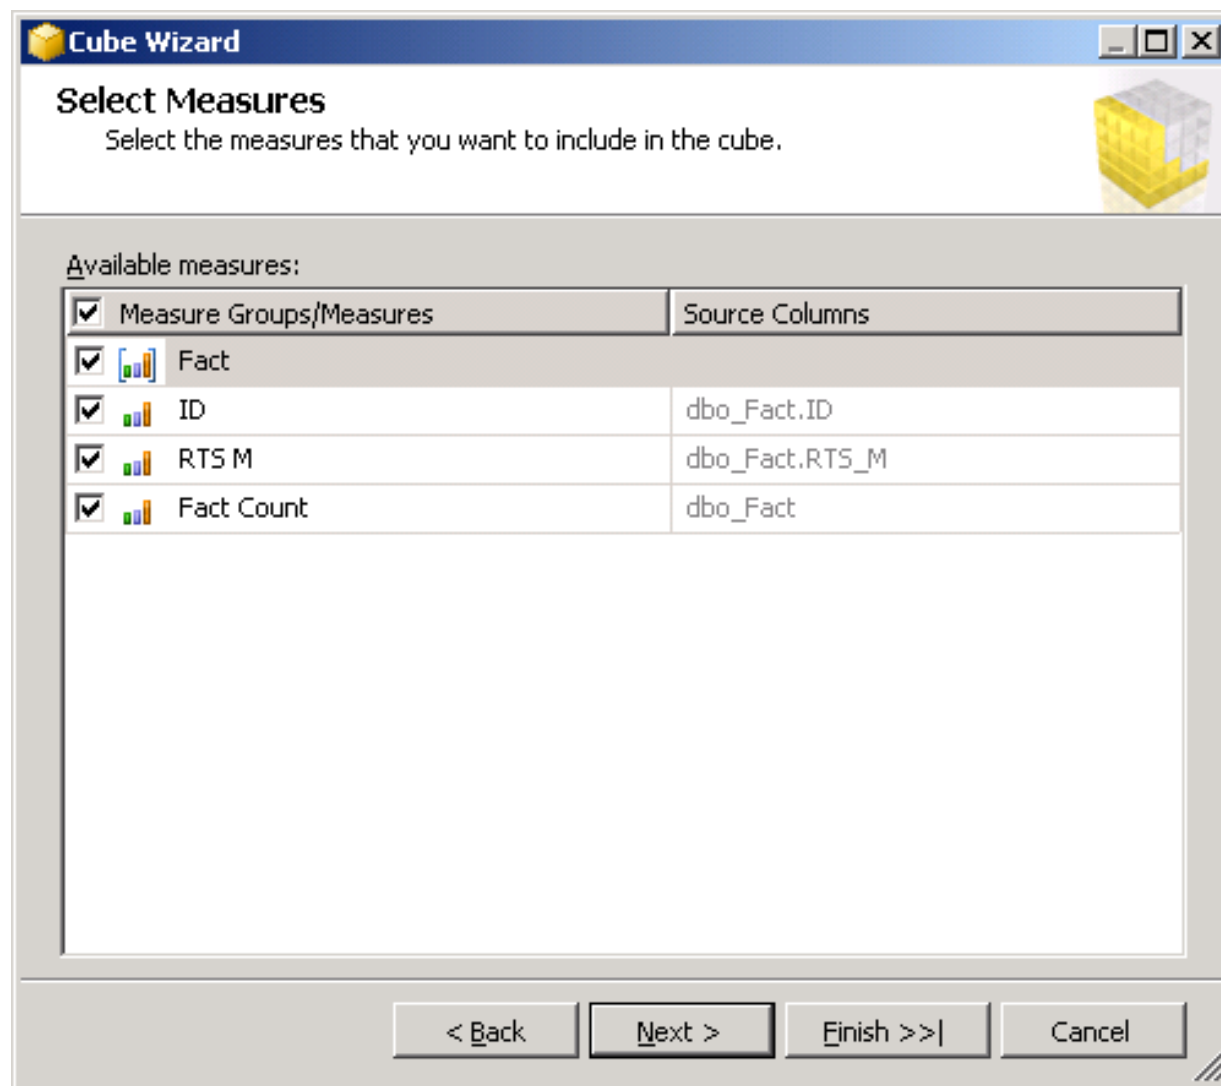 Cube Wizard
Select Measures
Select the measures that you want to include in the cube.
Available measures:
Measure Groups/Measures Source Columns
Fact
ID dbo_Fact.ID
RTS M dbo_Fact.RTS_M
Fact Count dbo_Fact
< Back Next > Finish >>| Cancel